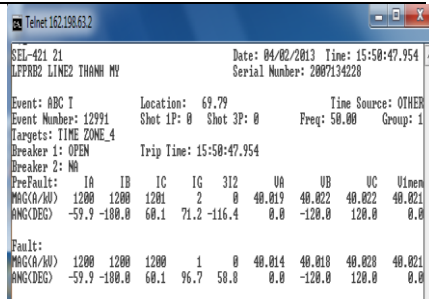 Telnet 162.198.63.2
SEL-421 21 Date: 04/02/2013 Time: 15:50:47.954
LFPRB2 LINE2 THANH MY Serial Number: 2007134228
Event: ABC T Location: 69.79 Time Source: OTHER
Event Number: 12991 Shot 1P: 0 Shot 3P: 0 Freq: 50.00 Group: 1
Targets: TIME ZONE_4
Breaker 1: OPEN Trip Time: 15:50:47.954
Breaker 2: NA
PreFault: IA IB IC IG 3I2 VA VB VC V1mem
MAG(A/kV) 1200 1200 1201 2 0 40.019 40.022 40.022 40.021
ANG(DEG) -59.9 -180.0 60.1 71.2 -116.4 0.0 -120.0 120.0 0.0
Fault:
MAG(A/kV) 1200 1200 1200 1 0 40.014 40.018 40.028 40.021
ANG(DEG) -59.9 -180.0 60.1 96.7 58.8 0.0 -120.0 120.0 0.0